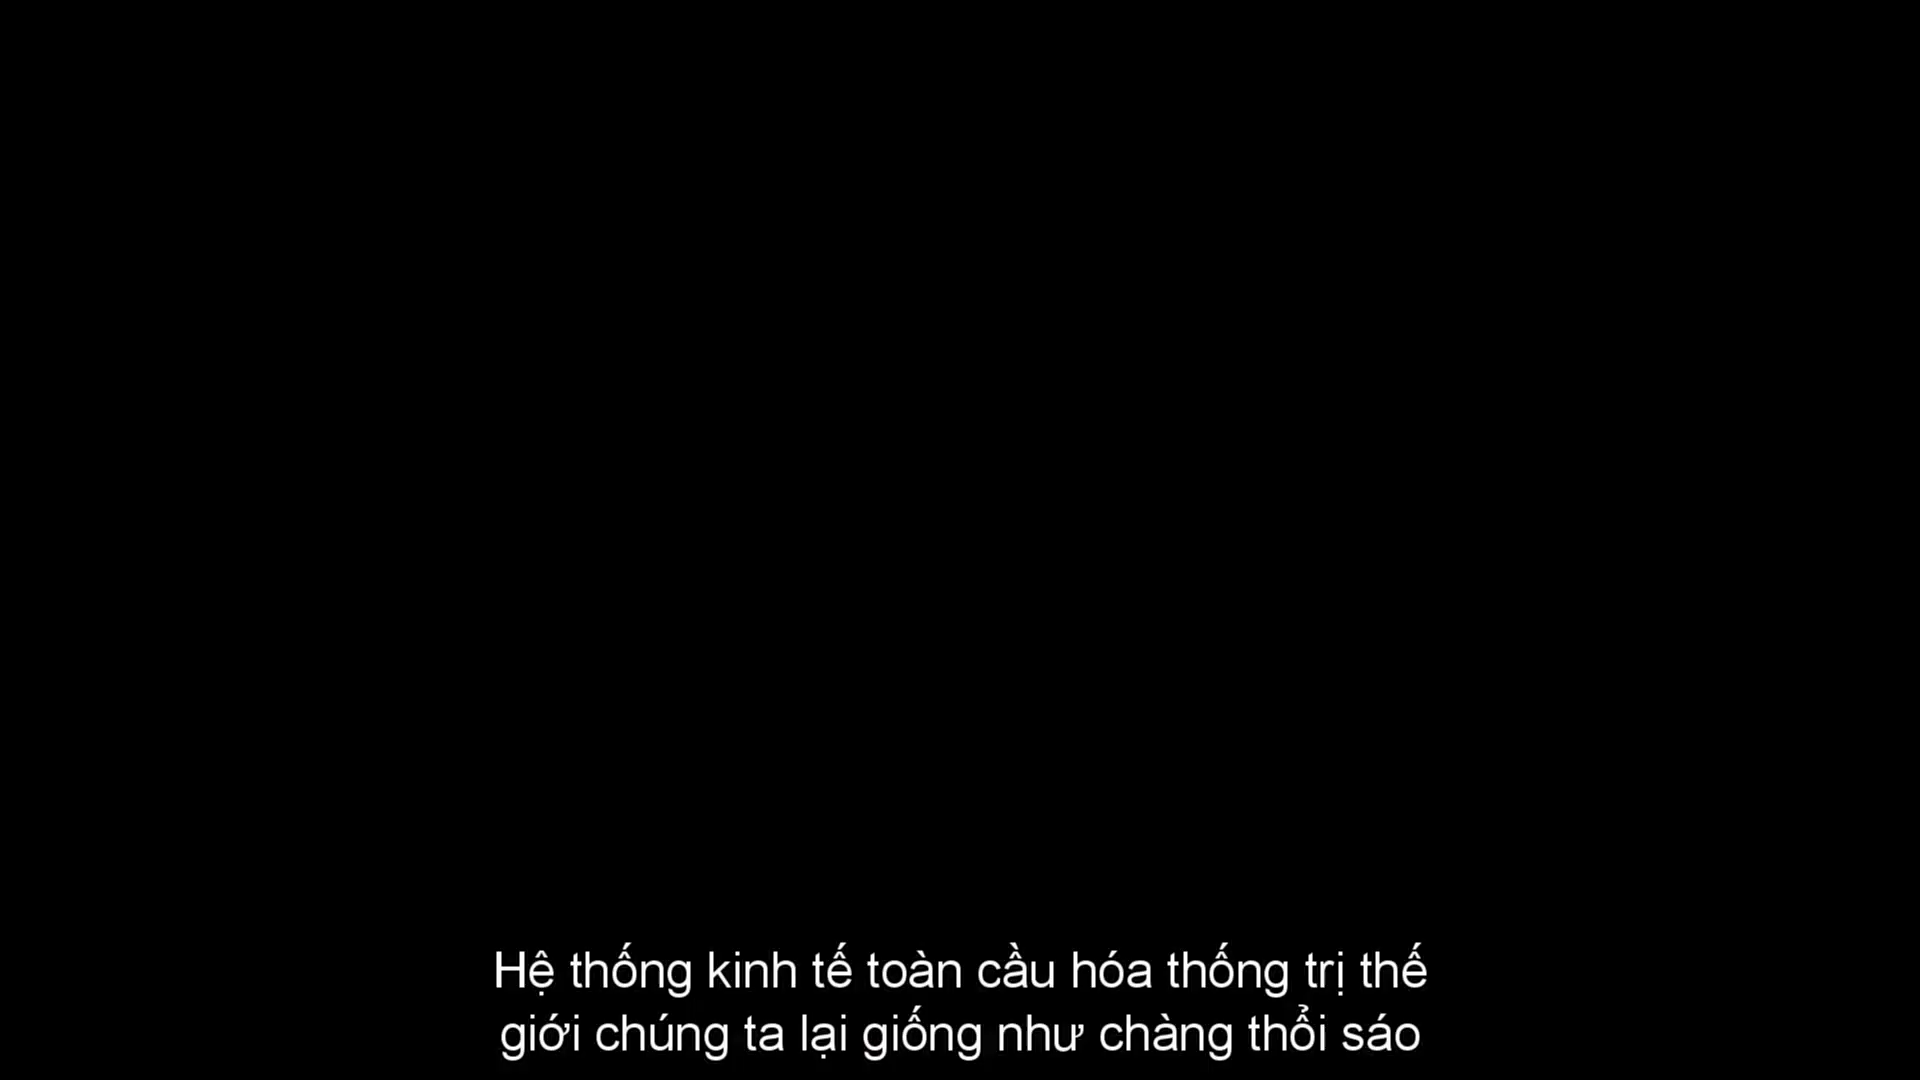 Hệ thống kinh tế toàn cầu hóa thống trị thế
giới chúng ta lại giống như chàng thổi sáo